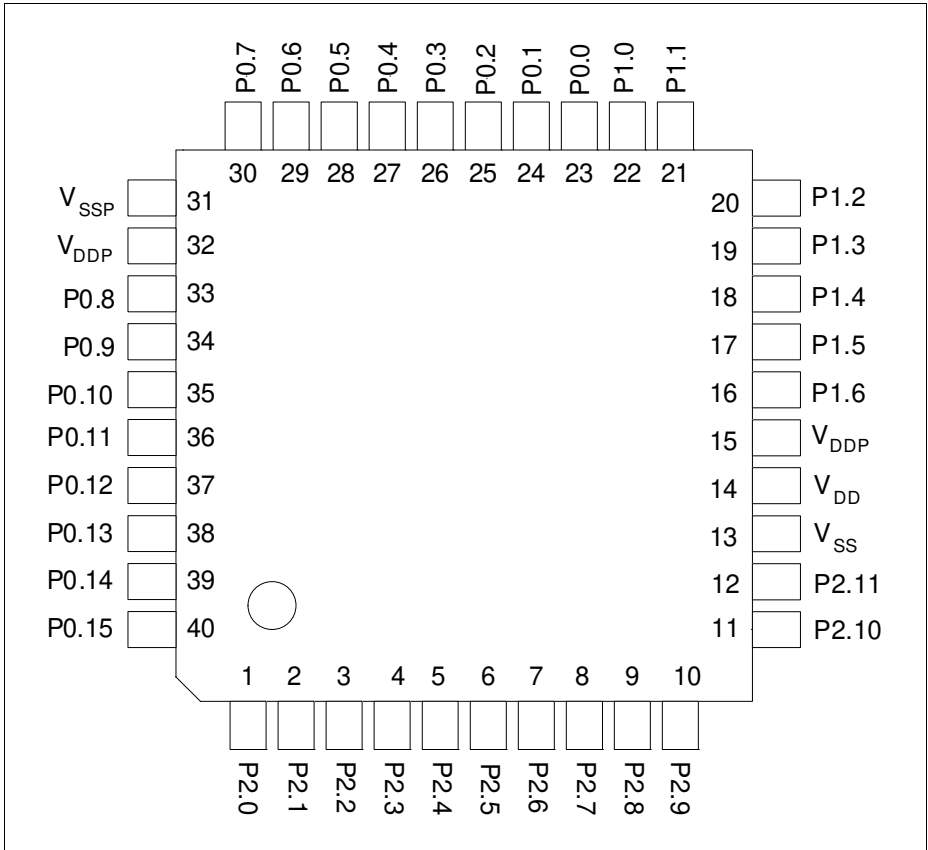 P0.7 P0.6 P0.5 P0.4 P0.3 P0.2 P0.1 P0.0 P1.0 P1.1
30 29 28 27 26 25 24 23 22 21
VSSP 31 20 P1.2
VDDP 32 19 P1.3
P0.8 33 18 P1.4
P0.9 34 17 P1.5
P0.10 35 16 P1.6
P0.11 36 15 VDDP
P0.12 37 14 VDD
P0.13 38 13 VSS
P0.14 39 12 P2.11
P0.15 40 11 P2.10
1 2 3 4 5 6 7 8 9 10
P2.0 P2.1 P2.2 P2.3 P2.4 P2.5 P2.6 P2.7 P2.8 P2.9